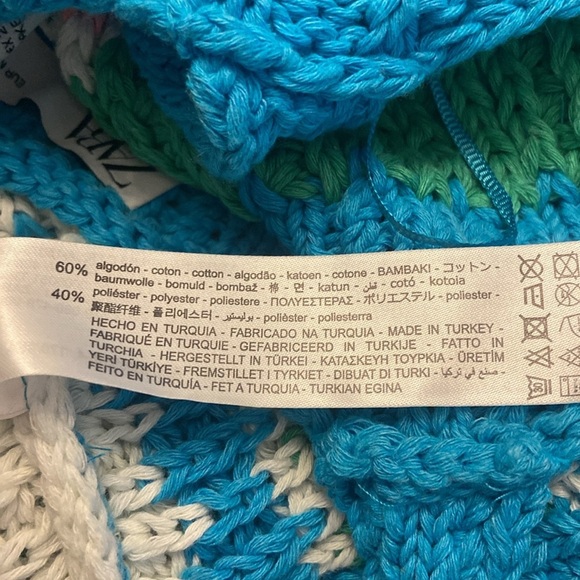 ZARA
60% algodón - coton - cotton - algodão - katoen - cotone - ΒΑΜΒΑΚΙ - コットン -
baumwolle - bomuld - bombaž - 棉 - 면 - katun - قطن - cotó - kotoia
40% poliéster - polyester - poliestere - ΠΟΛΥΕΣΤΕΡΑΣ - ポリエステル - poliester -
聚酯纤维 - 폴리에스터 - بوليستير - polièster - poliesterra
HECHO EN TURQUIA - FABRICADO NA TURQUIA - MADE IN TURKEY -
FABRIQUÉ EN TURQUIE - GEFABRICEERD IN TURKIJE - FATTO IN
TURCHIA - HERGESTELLT IN TÜRKEI - ΚΑΤΑΣΚΕΥΗ ΤΟΥΡΚΙΑ - ÜRETİM
YERİ TÜRKİYE - FREMSTILLET I TYRKIET - DIBUAT DI TURKI - صنع في تركيا -
FEITO EN TURQUÍA - FET A TURQUIA - TURKIAN EGINA